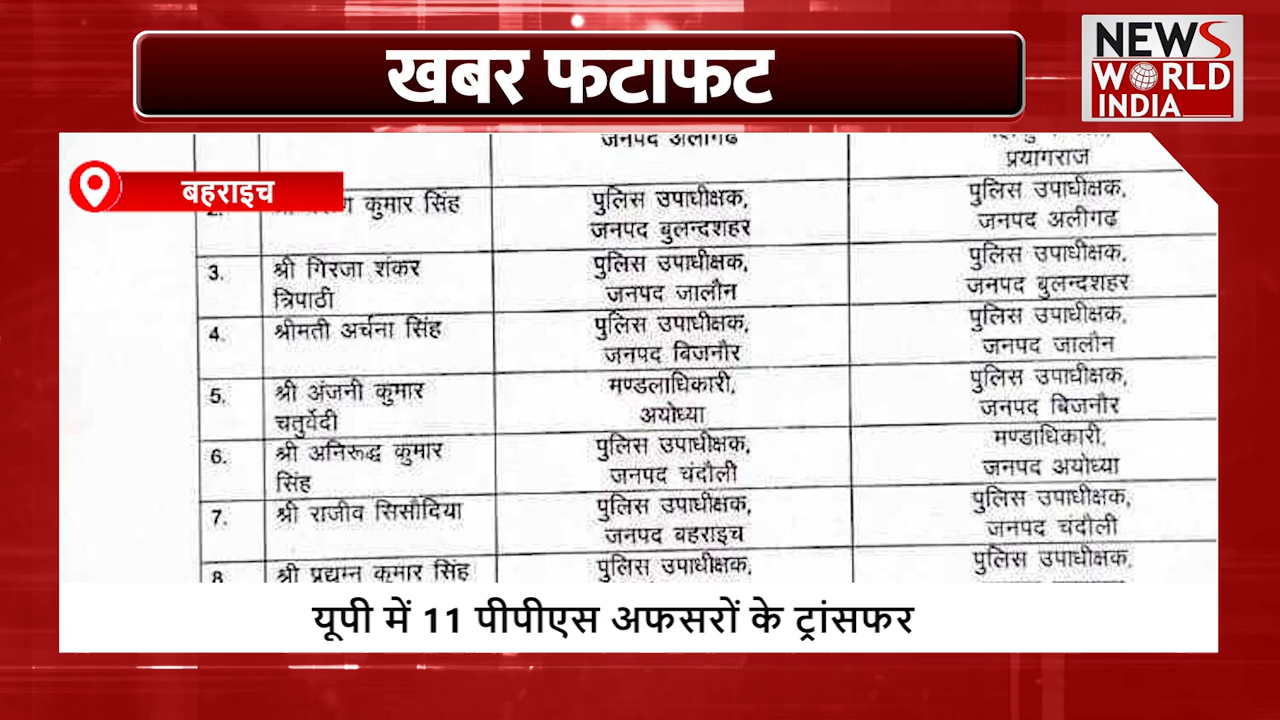 खबर फटाफट
NEWS
WORLD
INDIA
बहराइच
जनपद अलीगढ
प्रयागराज
कुमार सिंह
पुलिस उपाधीक्षक,
जनपद बुलन्दशहर
पुलिस उपाधीक्षक,
जनपद अलीगढ़
3.
श्री गिरजा शंकर
त्रिपाठी
पुलिस उपाधीक्षक,
जनपद जालौन
पुलिस उपाधीक्षक,
जनपद बुलन्दशहर
4.
श्रीमती अर्चना सिंह
पुलिस उपाधीक्षक,
जनपद बिजनौर
पुलिस उपाधीक्षक,
जनपद जालौन
5.
श्री अंजनी कुमार
चतुर्वेदी
मण्डलाधिकारी,
अयोध्या
पुलिस उपाधीक्षक,
जनपद बिजनौर
6.
श्री अनिरूद्ध कुमार
सिंह
पुलिस उपाधीक्षक,
जनपद चंदौली
मण्डाधिकारी,
जनपद अयोध्या
7.
श्री राजीव सिसौदिया
पुलिस उपाधीक्षक,
जनपद बहराइच
पुलिस उपाधीक्षक,
जनपद चंदौली
8
श्री प्रद्युम्न कुमार सिंह
पुलिस उपाधीक्षक,
पुलिस उपाधीक्षक,
यूपी में 11 पीपीएस अफसरों के ट्रांसफर